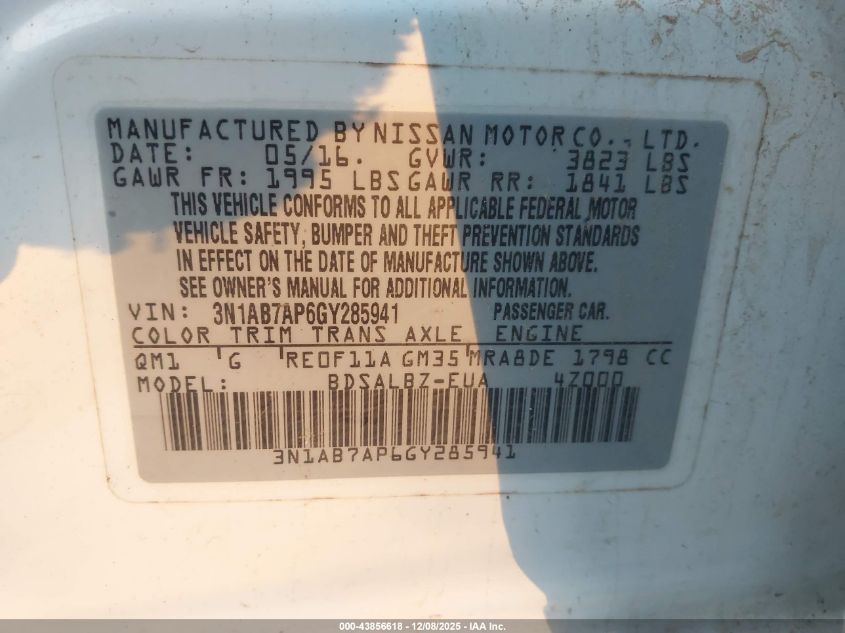 MANUFACTURED BY NISSAN MOTOR CO., LTD.
DATE: 05/16. GVWR: 3823 LBS
GAWR FR: 1995 LBS GAWR RR: 1841 LBS
THIS VEHICLE CONFORMS TO ALL APPLICABLE FEDERAL MOTOR
VEHICLE SAFETY, BUMPER AND THEFT PREVENTION STANDARDS
IN EFFECT ON THE DATE OF MANUFACTURE SHOWN ABOVE.
SEE OWNER'S MANUAL FOR ADDITIONAL INFORMATION.
VIN: 3N1AB7AP6GY285941 PASSENGER CAR.
COLOR TRIM TRANS AXLE ENGINE
QM1 G RE0F11A GM35 MRA8DE 1798 CC
MODEL: BDSALBZ-EUA 4Z000
3N1AB7AP6GY285941
000-43856618 - 12/08/2025 - IAA Inc.